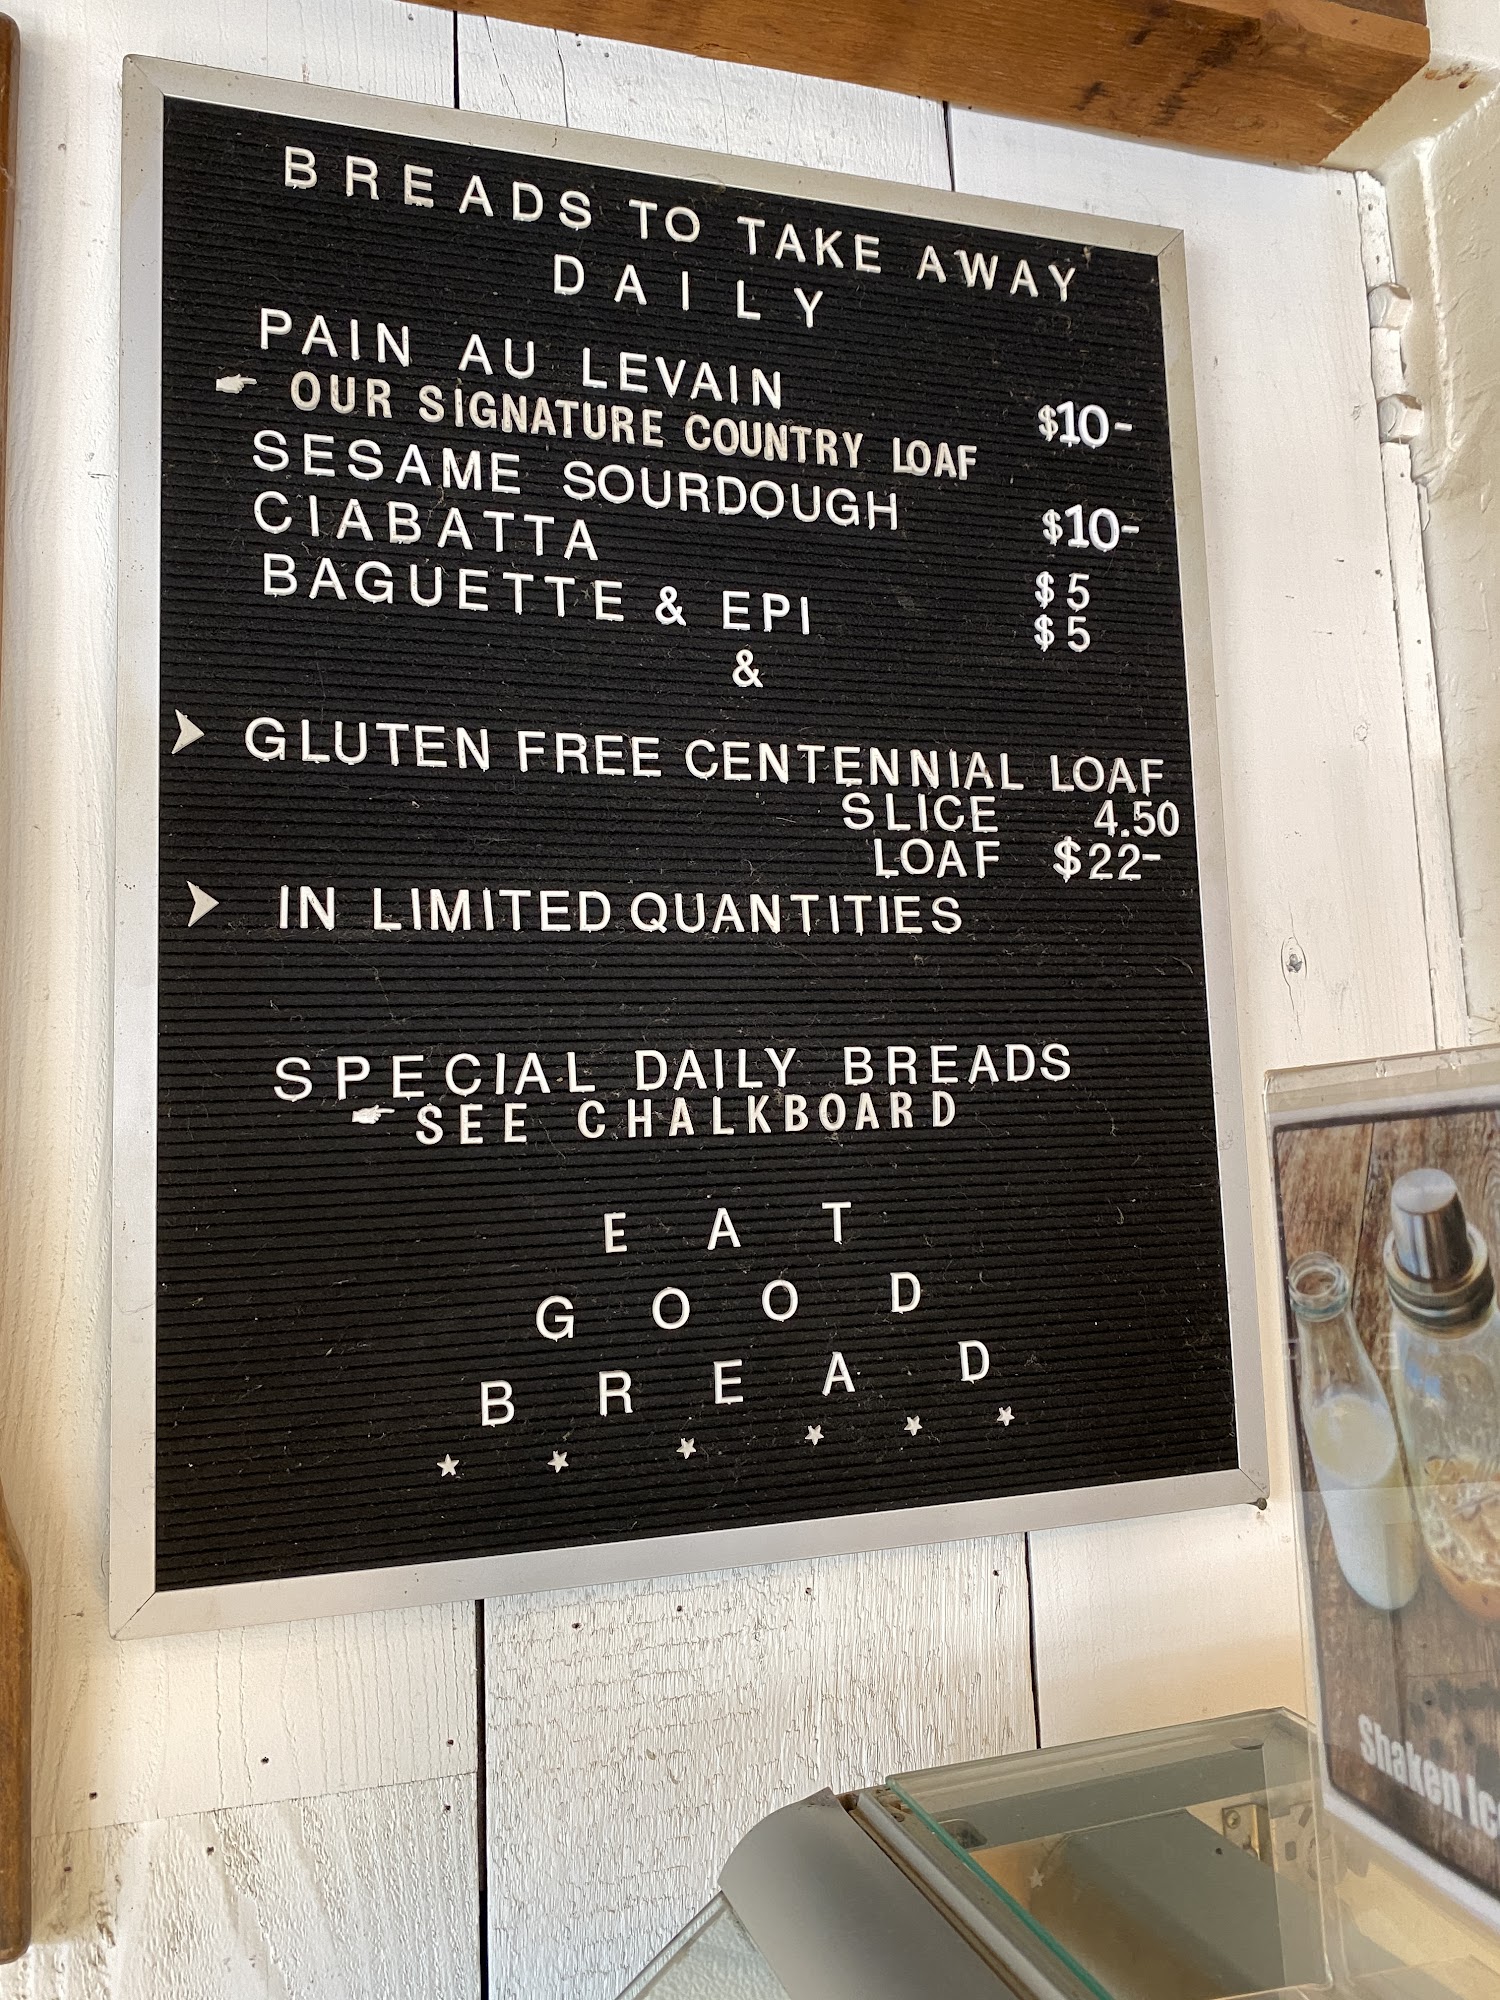 BREADS TO TAKE AWAY
DAILY
PAIN AU LEVAIN $10-
OUR SIGNATURE COUNTRY LOAF
SESAME SOURDOUGH $10-
CIABATTA $5
BAGUETTE & EPI $5
&
GLUTEN FREE CENTENNIAL LOAF
SLICE 4.50
LOAF $22-
IN LIMITED QUANTITIES
SPECIAL DAILY BREADS
SEE CHALKBOARD
EAT
GOOD
BREAD
Shaken